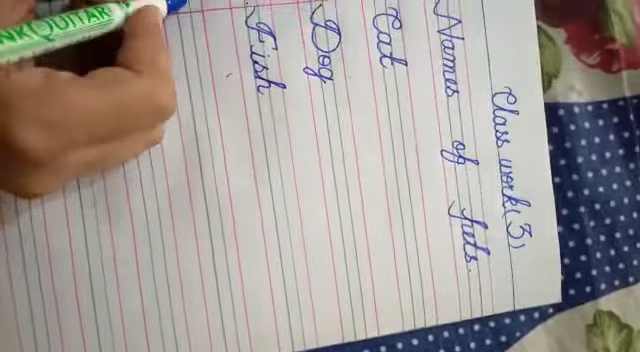 Class work (3)
Names of Pets.
Cat
Dog
Fish